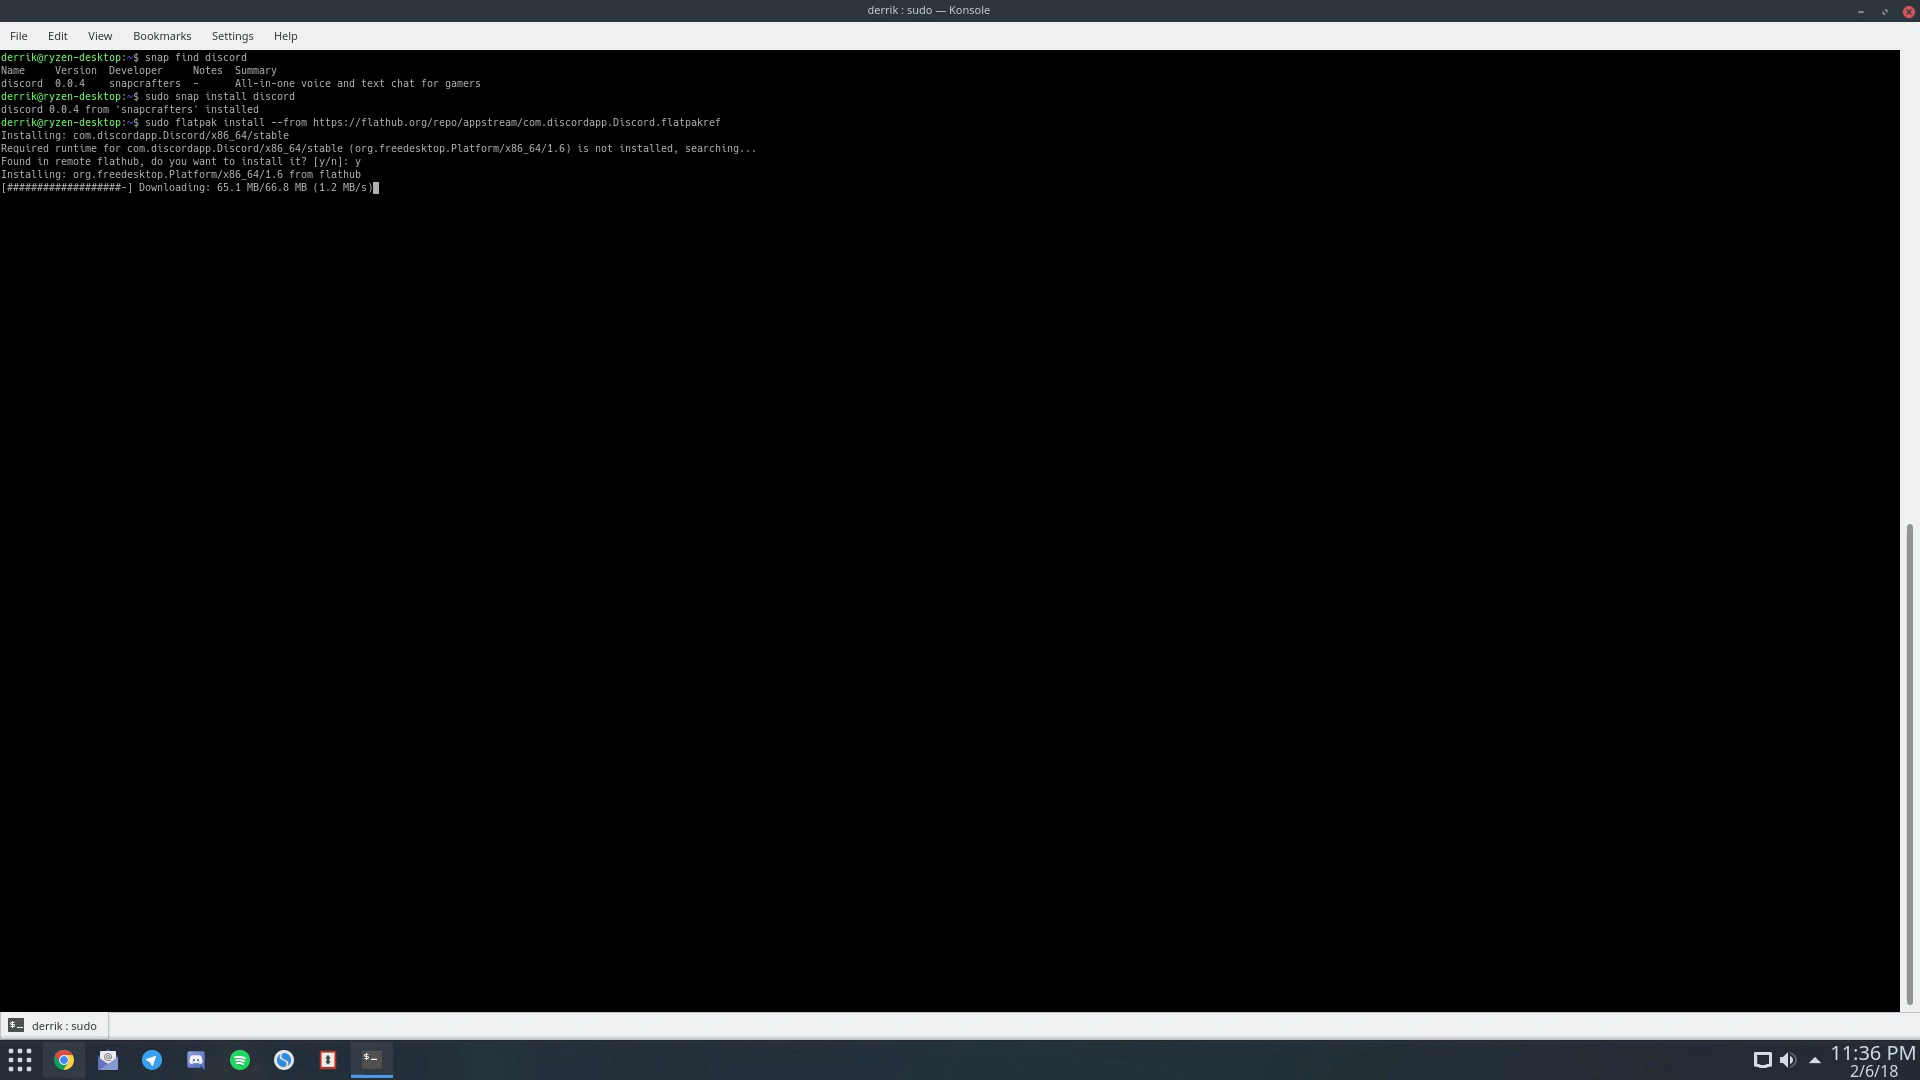 derrik : sudo — Konsole
File Edit View Bookmarks Settings Help
derrik@ryzen-desktop:~$ snap find discord
Name     Version  Developer     Notes  Summary
discord  0.0.4    snapcrafters  -      All-in-one voice and text chat for gamers
derrik@ryzen-desktop:~$ sudo snap install discord
discord 0.0.4 from 'snapcrafters' installed
derrik@ryzen-desktop:~$ sudo flatpak install --from https://flathub.org/repo/appstream/com.discordapp.Discord.flatpakref
Installing: com.discordapp.Discord/x86_64/stable
Required runtime for com.discordapp.Discord/x86_64/stable (org.freedesktop.Platform/x86_64/1.6) is not installed, searching...
Found in remote flathub, do you want to install it? [y/n]: y
Installing: org.freedesktop.Platform/x86_64/1.6 from flathub
[###################-] Downloading: 65.1 MB/66.8 MB (1.2 MB/s)
derrik : sudo
11:36 PM
2/6/18